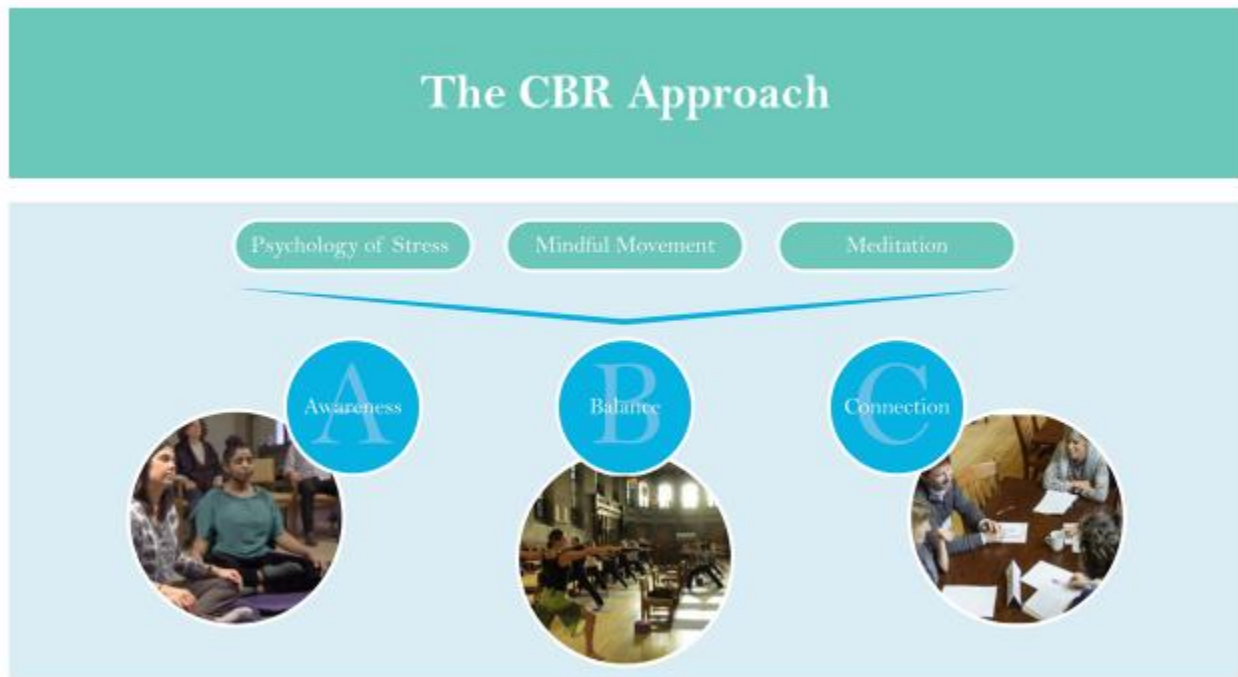 The CBR Approach
Psychology of Stress
Mindful Movement
Meditation
A
Awareness
B
Balance
C
Connection